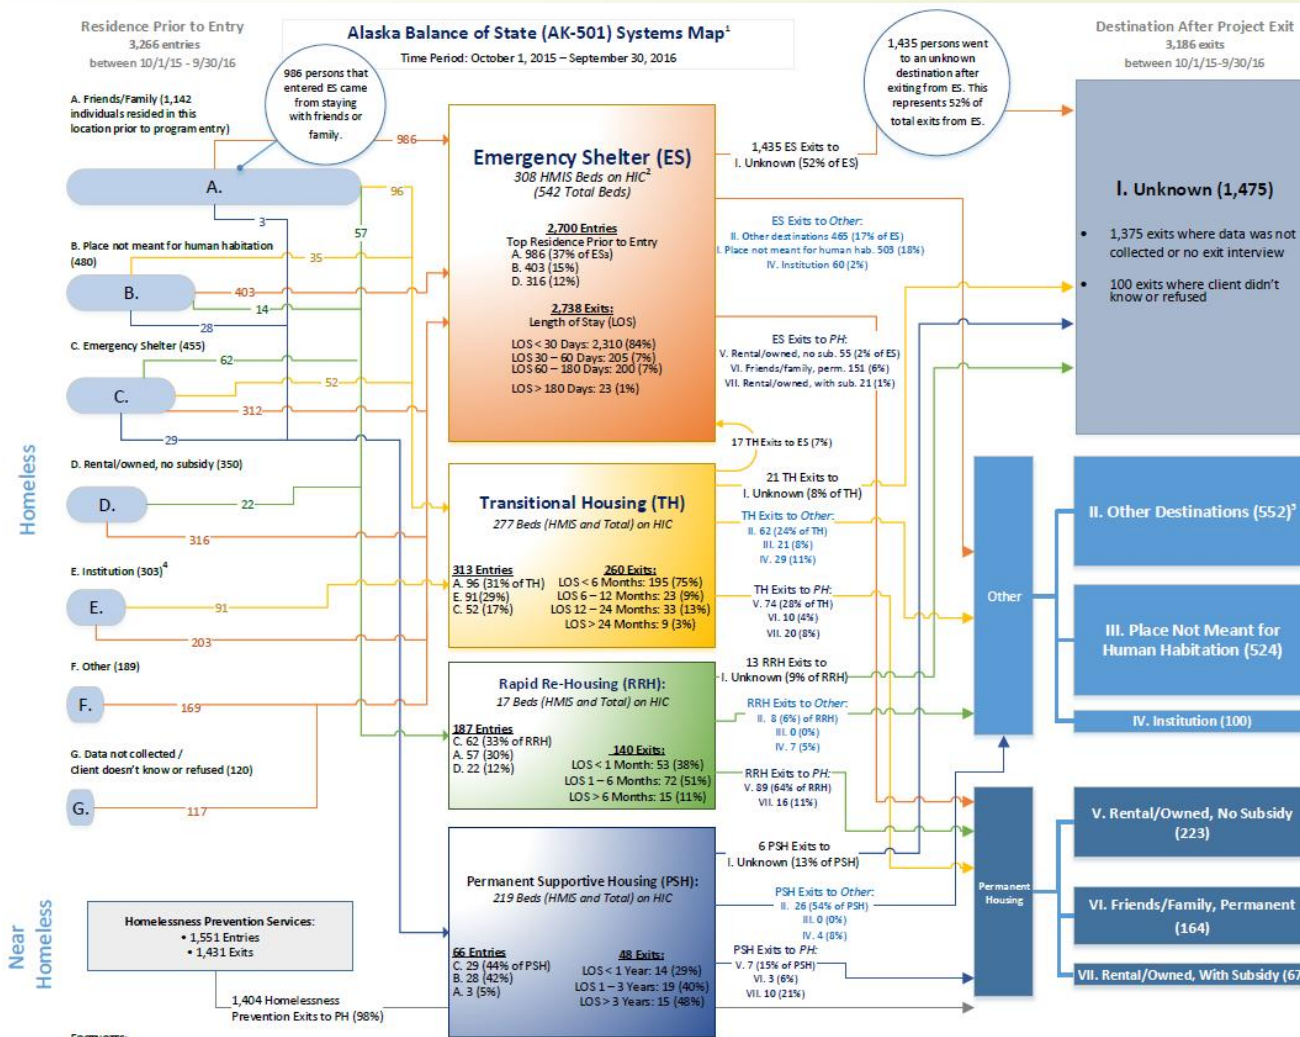 Residence Prior to Entry
3,266 entries
between 10/1/15 - 9/30/16
Alaska Balance of State (AK-501) Systems Map¹
Time Period: October 1, 2015 – September 30, 2016
Destination After Project Exit
3,186 exits
between 10/1/15-9/30/16
986 persons that
entered ES came
from staying
with friends or
family.
1,435 persons went
to an unknown
destination after
exiting from ES. This
represents 52% of
total exits from ES.
Homeless
Near
Homeless
A. Friends/Family (1,142
individuals resided in this
location prior to program entry)
A.
986
96
3
57
B. Place not meant for human habitation
(480)
B.
35
403
14
28
C. Emergency Shelter (455)
C.
62
52
312
29
D. Rental/owned, no subsidy (350)
D.
22
316
E. Institution (303)⁴
E.
91
203
F. Other (189)
F.
169
G. Data not collected /
Client doesn't know or refused (120)
G.
117
Homelessness Prevention Services:
• 1,551 Entries
• 1,431 Exits
1,404 Homelessness
Prevention Exits to PH (98%)
Emergency Shelter (ES)
308 HMIS Beds on HIC²
(542 Total Beds)
2,700 Entries
Top Residence Prior to Entry
A. 986 (37% of ESs)
B. 403 (15%)
D. 316 (12%)
2,738 Exits:
Length of Stay (LOS)
LOS < 30 Days: 2,310 (84%)
LOS 30 – 60 Days: 205 (7%)
LOS 60 – 180 Days: 200 (7%)
LOS > 180 Days: 23 (1%)
1,435 ES Exits to
I. Unknown (52% of ES)
ES Exits to Other:
II. Other destinations 465 (17% of ES)
I. Place not meant for human hab. 503 (18%)
IV. Institution 60 (2%)
ES Exits to PH:
V. Rental/owned, no sub. 55 (2% of ES)
VI. Friends/family, perm. 151 (6%)
VII. Rental/owned, with sub. 21 (1%)
17 TH Exits to ES (7%)
Transitional Housing (TH)
277 Beds (HMIS and Total) on HIC
313 Entries
A. 96 (31% of TH)
E. 91(29%)
C. 52 (17%)
260 Exits:
LOS < 6 Months: 195 (75%)
LOS 6 – 12 Months: 23 (9%)
LOS 12 – 24 Months: 33 (13%)
LOS > 24 Months: 9 (3%)
21 TH Exits to
I. Unknown (8% of TH)
TH Exits to Other:
II. 62 (24% of TH)
III. 21 (8%)
IV. 29 (11%)
TH Exits to PH:
V. 74 (28% of TH)
VI. 10 (4%)
VII. 20 (8%)
Rapid Re-Housing (RRH):
17 Beds (HMIS and Total) on HIC
187 Entries
C. 62 (33% of RRH)
A. 57 (30%)
D. 22 (12%)
140 Exits:
LOS < 1 Month: 53 (38%)
LOS 1 – 6 Months: 72 (51%)
LOS > 6 Months: 15 (11%)
13 RRH Exits to
I. Unknown (9% of RRH)
RRH Exits to Other:
II. 8 (6%) of RRH)
III. 0 (0%)
IV. 7 (5%)
RRH Exits to PH:
V. 89 (64% of RRH)
VII. 16 (11%)
Permanent Supportive Housing (PSH):
219 Beds (HMIS and Total) on HIC
66 Entries
C. 29 (44% of PSH)
B. 28 (42%)
A. 3 (5%)
48 Exits:
LOS < 1 Year: 14 (29%)
LOS 1 – 3 Years: 19 (40%)
LOS > 3 Years: 15 (48%)
6 PSH Exits to
I. Unknown (13% of PSH)
PSH Exits to Other:
II. 26 (54% of PSH)
III. 0 (0%)
IV. 4 (8%)
PSH Exits to PH:
V. 7 (15% of PSH)
VI. 3 (6%)
VII. 10 (21%)
I. Unknown (1,475)
• 1,375 exits where data was not
collected or no exit interview
• 100 exits where client didn't
know or refused
Other
II. Other Destinations (552)³
III. Place Not Meant for
Human Habitation (524)
IV. Institution (100)
Permanent
Housing
V. Rental/Owned, No Subsidy
(223)
VI. Friends/Family, Permanent
(164)
VII. Rental/Owned, With Subsidy (67